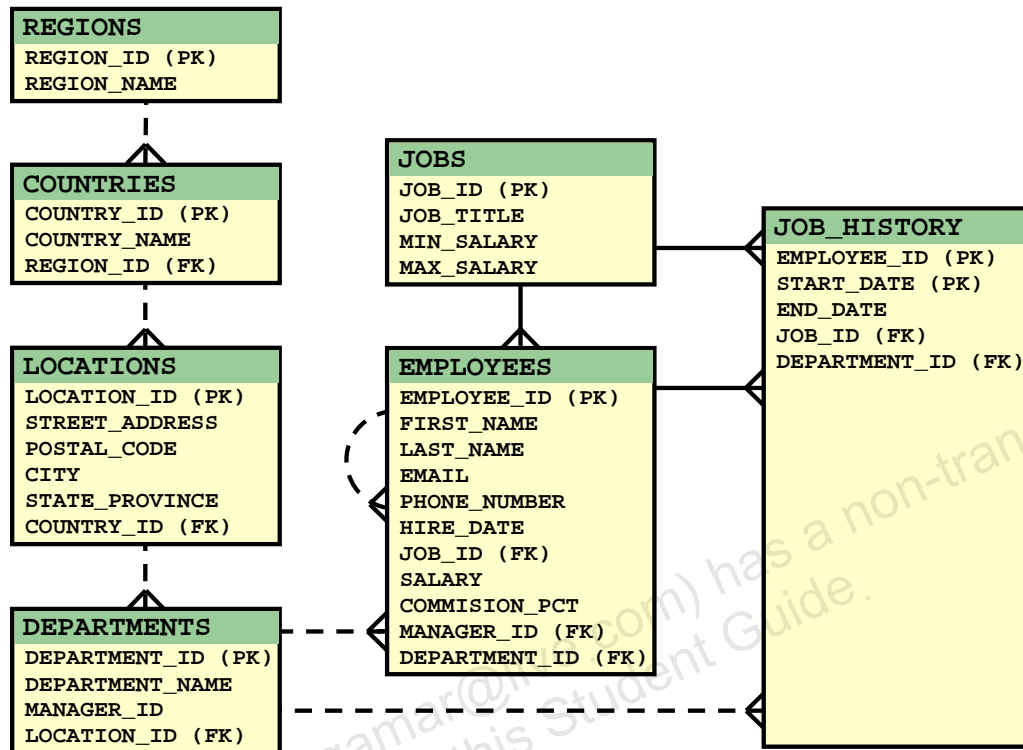 REGIONS
REGION_ID (PK)
REGION_NAME
COUNTRIES
COUNTRY_ID (PK)
COUNTRY_NAME
REGION_ID (FK)
LOCATIONS
LOCATION_ID (PK)
STREET_ADDRESS
POSTAL_CODE
CITY
STATE_PROVINCE
COUNTRY_ID (FK)
DEPARTMENTS
DEPARTMENT_ID (PK)
DEPARTMENT_NAME
MANAGER_ID
LOCATION_ID (FK)
JOBS
JOB_ID (PK)
JOB_TITLE
MIN_SALARY
MAX_SALARY
EMPLOYEES
EMPLOYEE_ID (PK)
FIRST_NAME
LAST_NAME
EMAIL
PHONE_NUMBER
HIRE_DATE
JOB_ID (FK)
SALARY
COMMISION_PCT
MANAGER_ID (FK)
DEPARTMENT_ID (FK)
JOB_HISTORY
EMPLOYEE_ID (PK)
START_DATE (PK)
END_DATE
JOB_ID (FK)
DEPARTMENT_ID (FK)
has a
Student Guide.